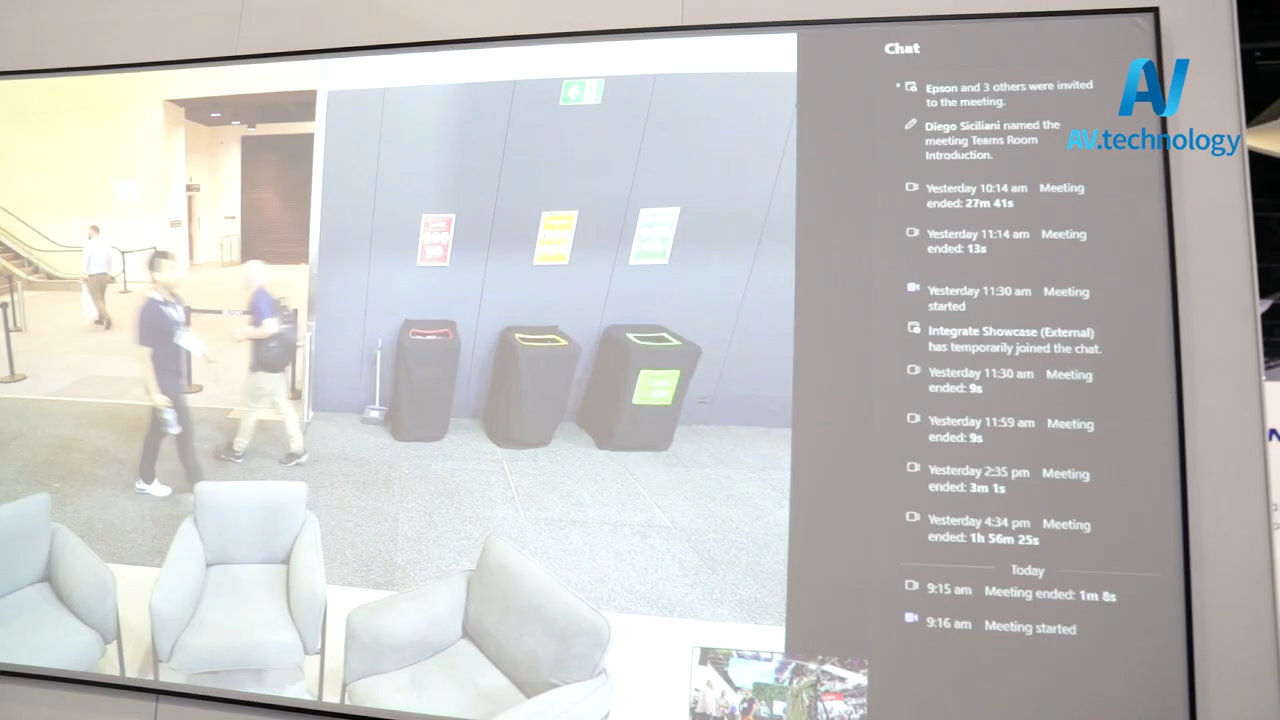 Chat
Epson and 3 others were invited
to the meeting.
Diego Siciliani named the
meeting Teams Room
Introduction.
Yesterday 10:14 am Meeting
ended: 27m 41s
Yesterday 11:14 am Meeting
ended: 13s
Yesterday 11:30 am Meeting
started
Integrate Showcase (External)
has temporarily joined the chat.
Yesterday 11:30 am Meeting
ended: 9s
Yesterday 11:59 am Meeting
ended: 9s
Yesterday 2:35 pm Meeting
ended: 3m 1s
Yesterday 4:34 pm Meeting
ended: 1h 56m 25s
Today
9:15 am Meeting ended: 1m 8s
9:16 am Meeting started
AV
AV.technology